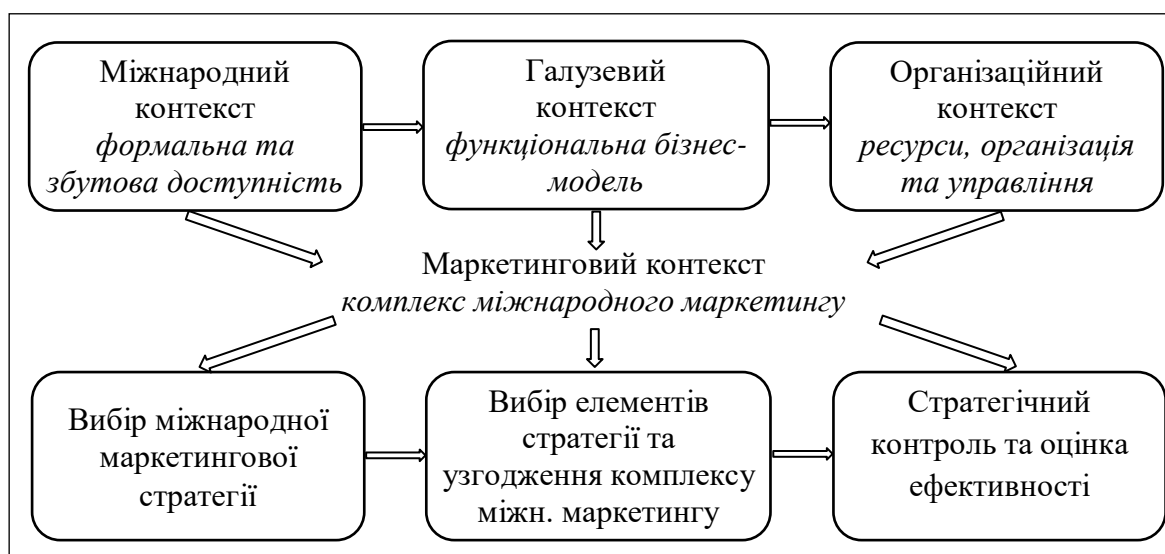 Міжнародний
контекст
формальна та
збутова доступність
Галузевий
контекст
функціональна бізнес-
модель
Організаційний
контекст
ресурси, організація
та управління
Маркетинговий контекст
комплекс міжнародного маркетингу
Вибір міжнародної
маркетингової
стратегії
Вибір елементів
стратегії та
узгодження комплексу
міжн. маркетингу
Стратегічний
контроль та оцінка
ефективності